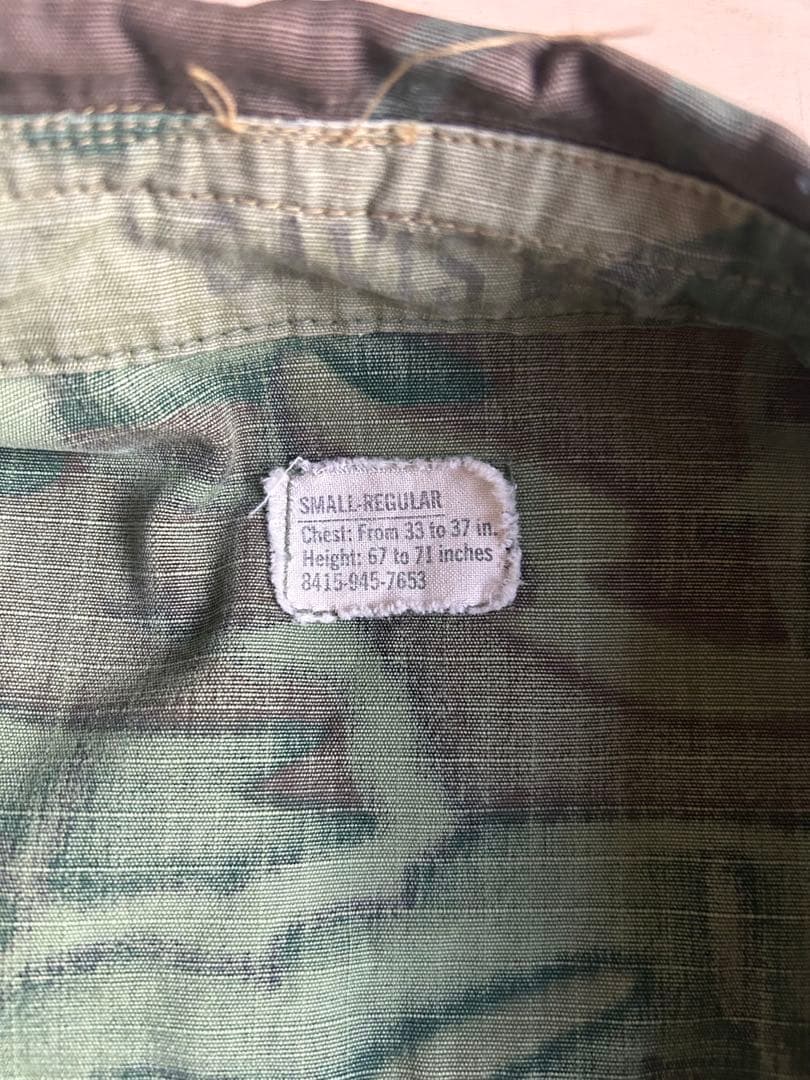 SMALL-REGULAR
Chest: From 33 to 37 in.
Height: 67 to 71 inches
8415-945-7653